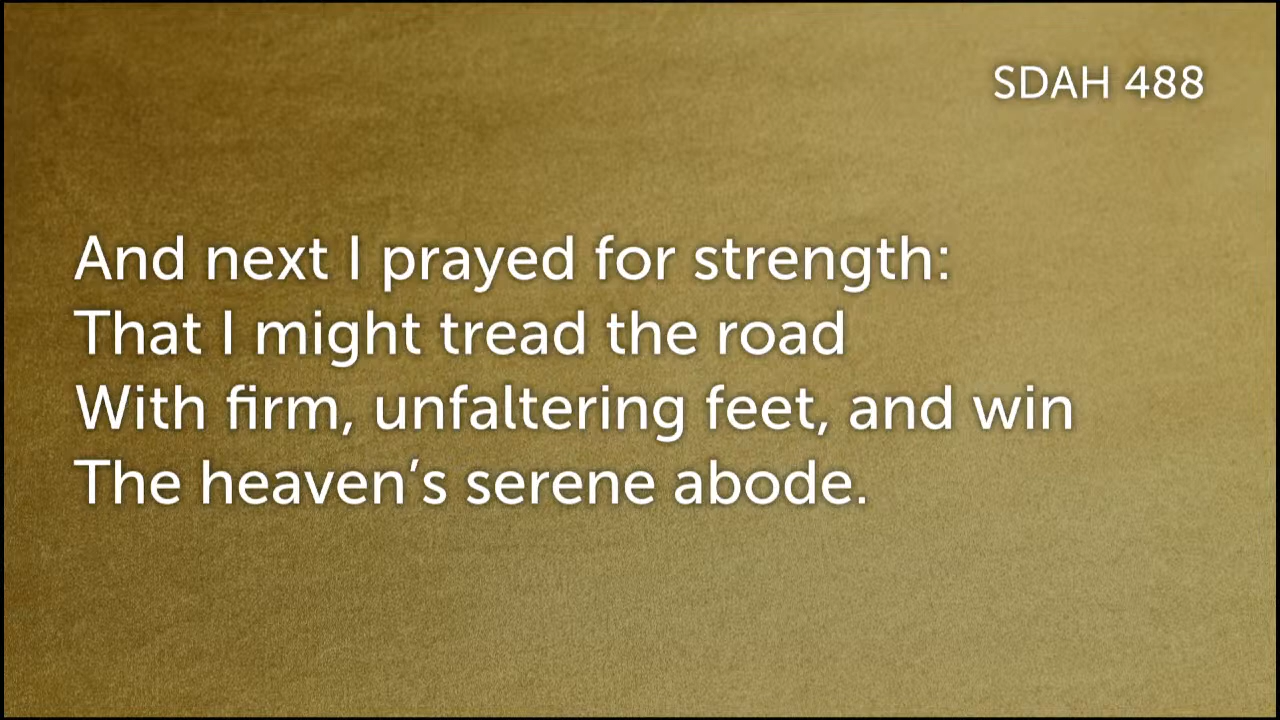 SDAH 488
And next I prayed for strength:
That I might tread the road
With firm, unfaltering feet, and win
The heaven’s serene abode.